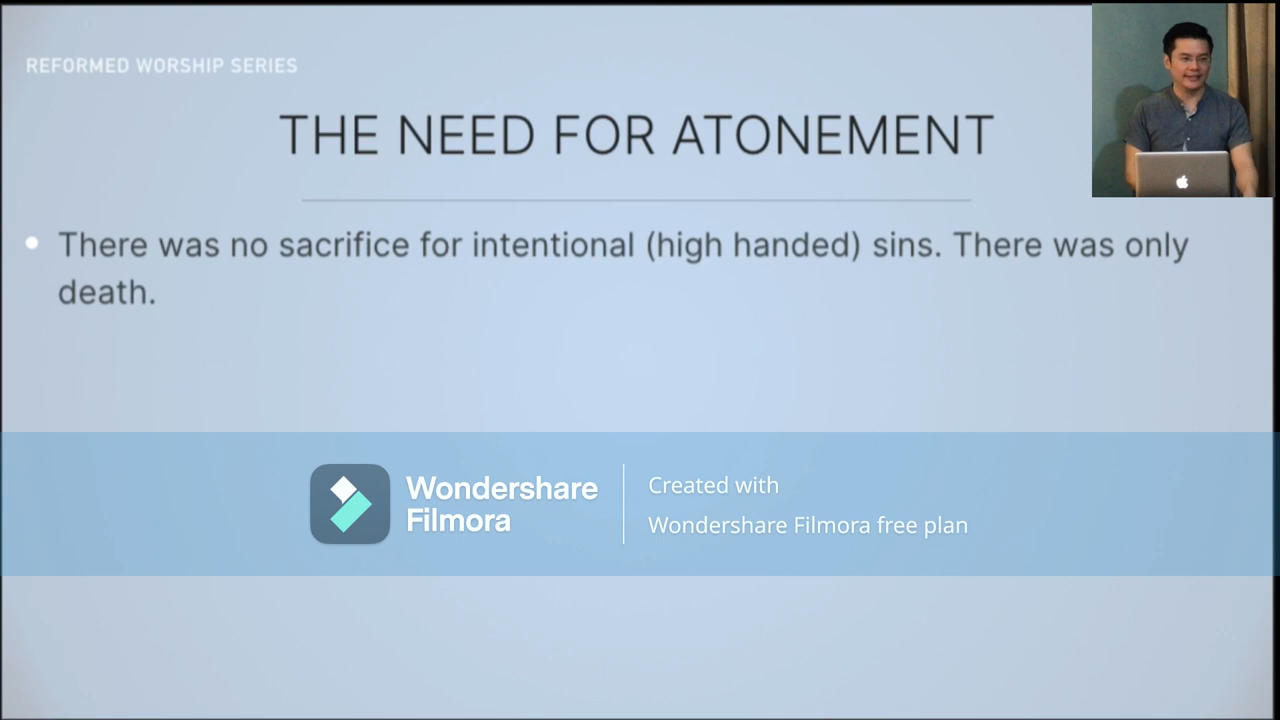 REFORMED WORSHIP SERIES
THE NEED FOR ATONEMENT
There was no sacrifice for intentional (high handed) sins. There was only
death.
Wondershare
Filmora
Created with
Wondershare Filmora free plan